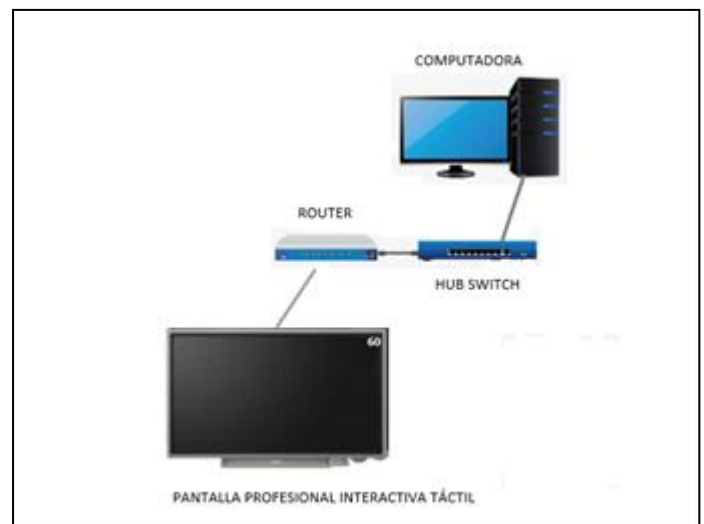 COMPUTADORA
ROUTER
HUB SWITCH
60
PANTALLA PROFESIONAL INTERACTIVA TÁCTIL